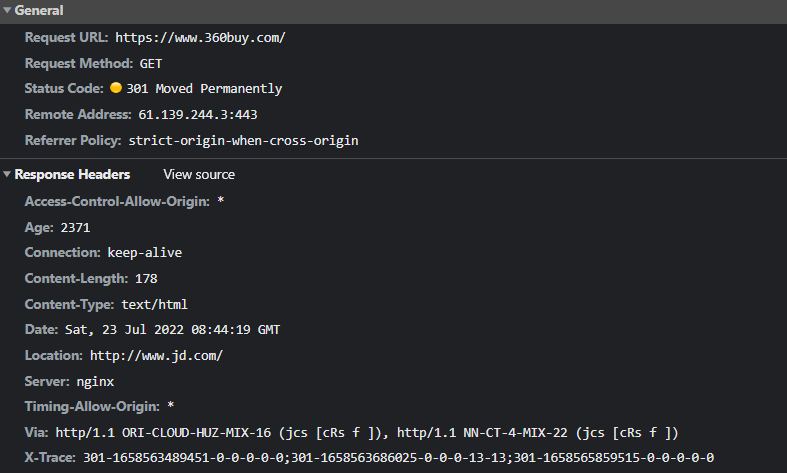 General
Request URL: https://www.360buy.com/
Request Method: GET
Status Code: 301 Moved Permanently
Remote Address: 61.139.244.3:443
Referrer Policy: strict-origin-when-cross-origin
Response Headers View source
Access-Control-Allow-Origin: *
Age: 2371
Connection: keep-alive
Content-Length: 178
Content-Type: text/html
Date: Sat, 23 Jul 2022 08:44:19 GMT
Location: http://www.jd.com/
Server: nginx
Timing-Allow-Origin: *
Via: http/1.1 ORI-CLOUD-HUZ-MIX-16 (jcs [cRs f ]), http/1.1 NN-CT-4-MIX-22 (jcs [cRs f ])
X-Trace: 301-1658563489451-0-0-0-0-0;301-1658563686025-0-0-0-13-13;301-1658565859515-0-0-0-0-0